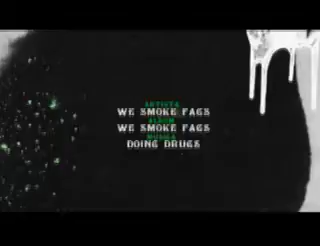 ARTISTA
WE SMOKE FAGS
ALBUM
WE SMOKE FAGS
MUSICA
DOING DRUGS